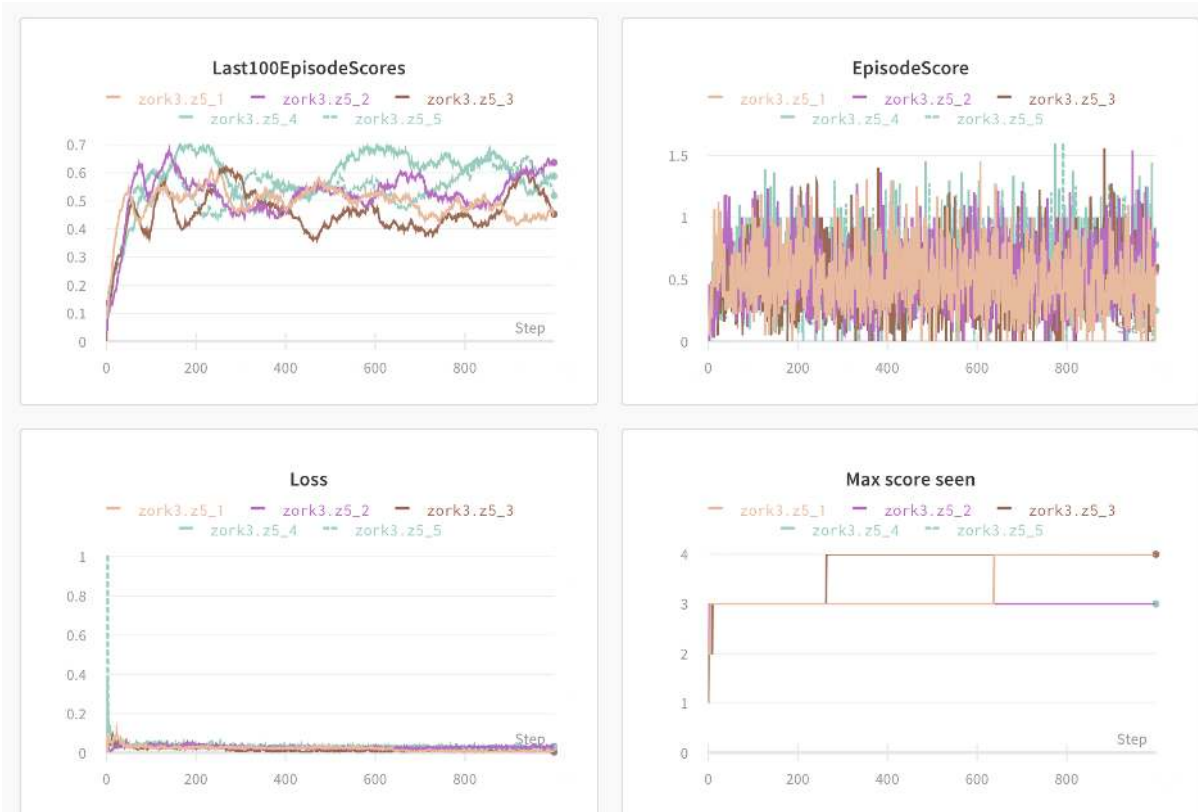 Last100EpisodeScores
zork3.z5_1 zork3.z5_2 zork3.z5_3
zork3.z5_4 zork3.z5_5
0.7
0.6
0.5
0.4
0.3
0.2
0.1
0
Step
0 200 400 600 800
EpisodeScore
zork3.z5_1 zork3.z5_2 zork3.z5_3
zork3.z5_4 zork3.z5_5
1.5
1
0.5
0
Step
0 200 400 600 800
Loss
zork3.z5_1 zork3.z5_2 zork3.z5_3
zork3.z5_4 zork3.z5_5
1
0.8
0.6
0.4
0.2
0
Step
0 200 400 600 800
Max score seen
zork3.z5_1 zork3.z5_2 zork3.z5_3
zork3.z5_4 zork3.z5_5
4
3
2
1
0
Step
0 200 400 600 800